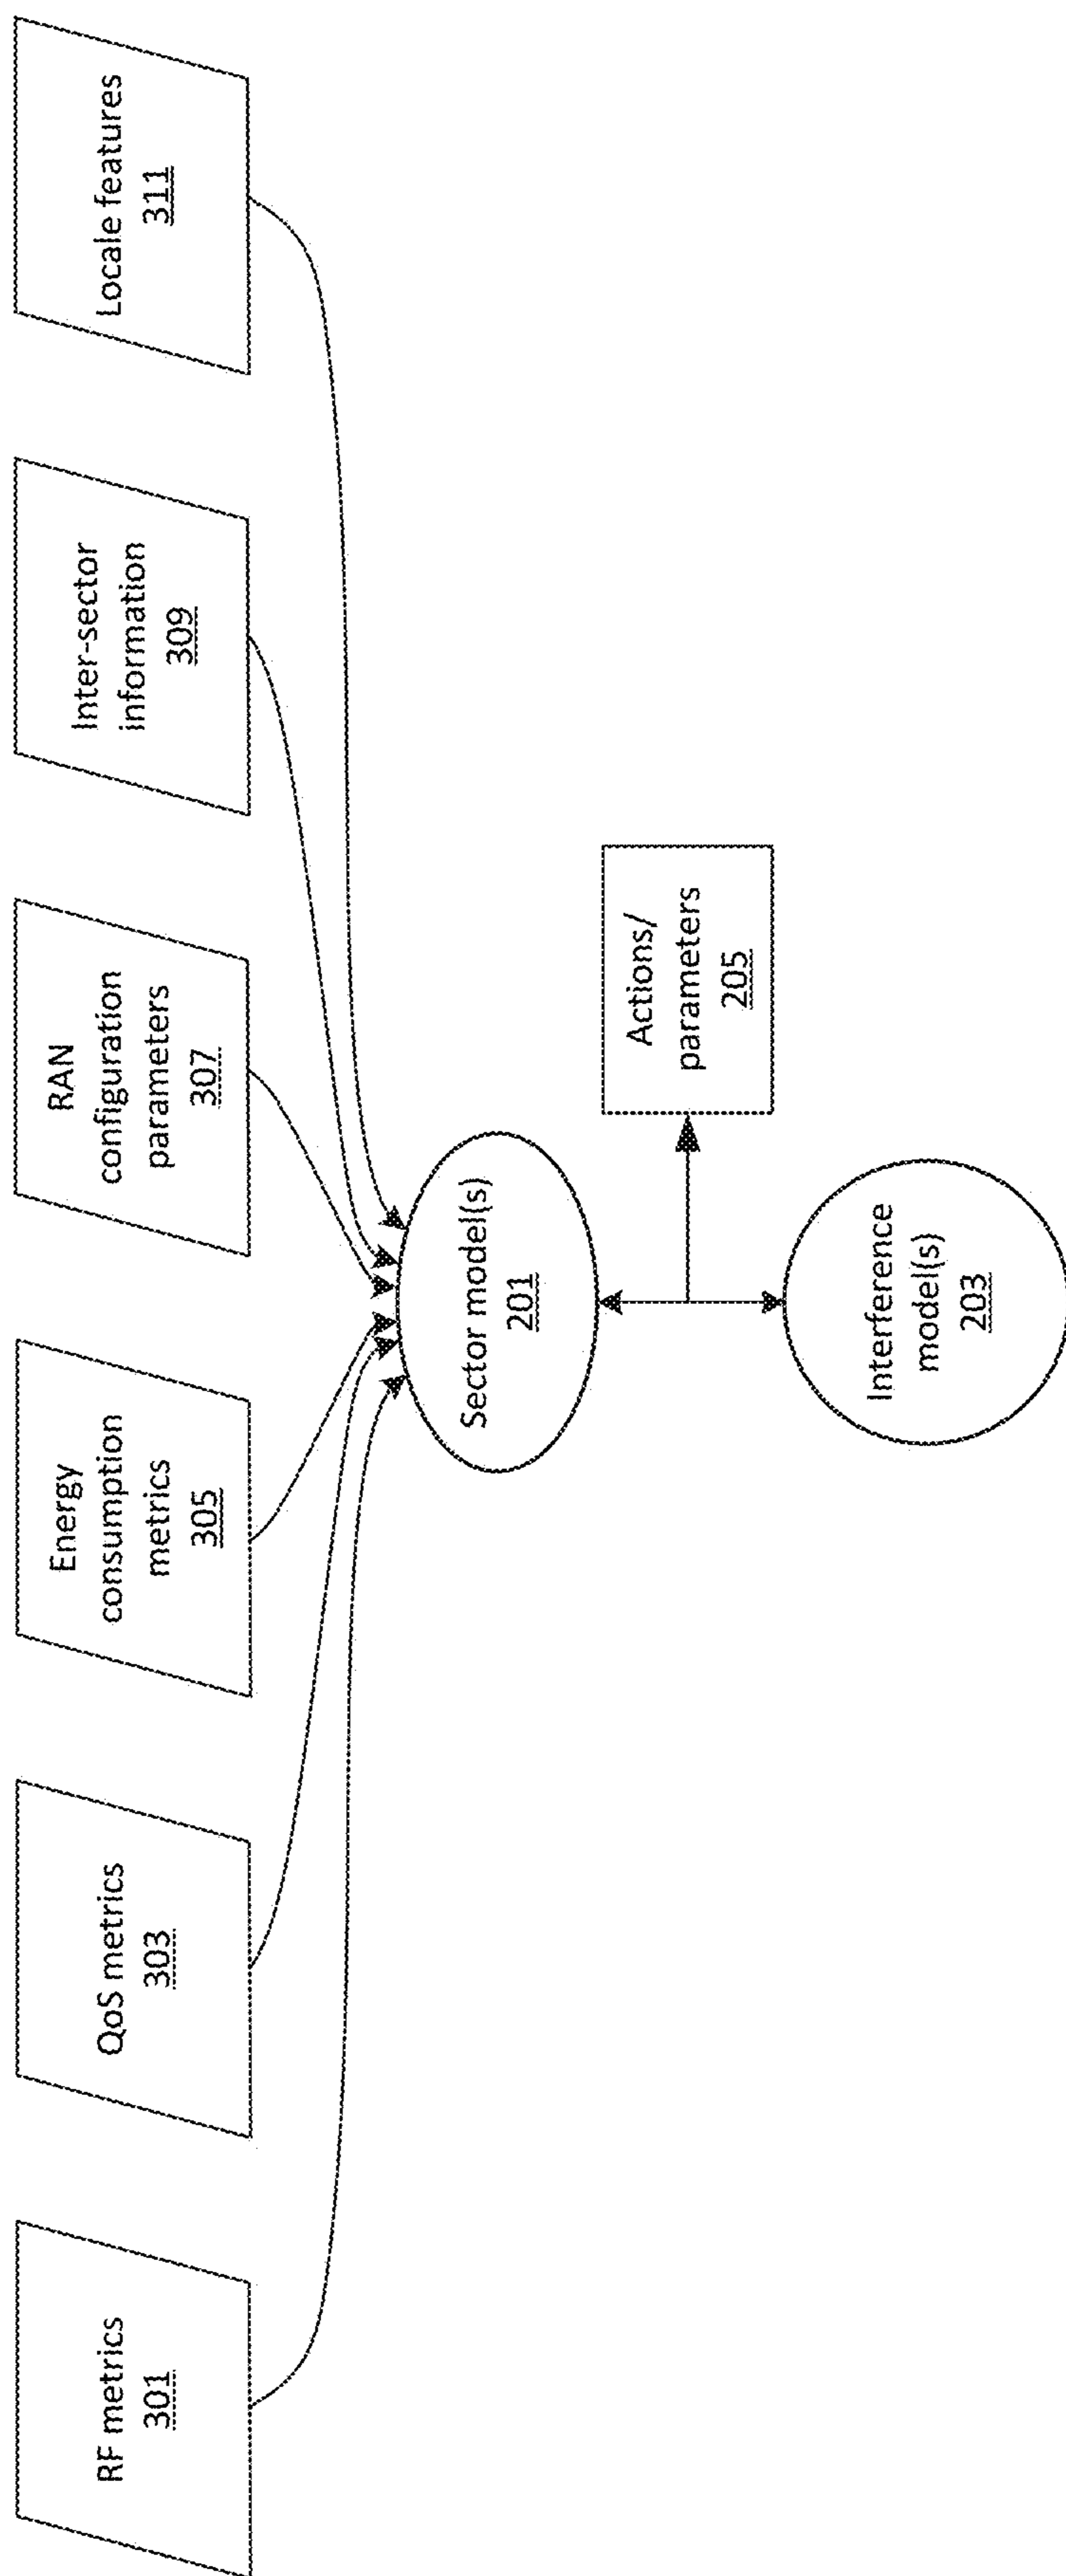 RF metrics
301
QoS metrics
303
Energy
consumption
metrics
305
RAN
configuration
parameters
307
Inter-sector
information
309
Locale features
311
Sector model(s)
201
Actions/
parameters
205
Interference
model(s)
203